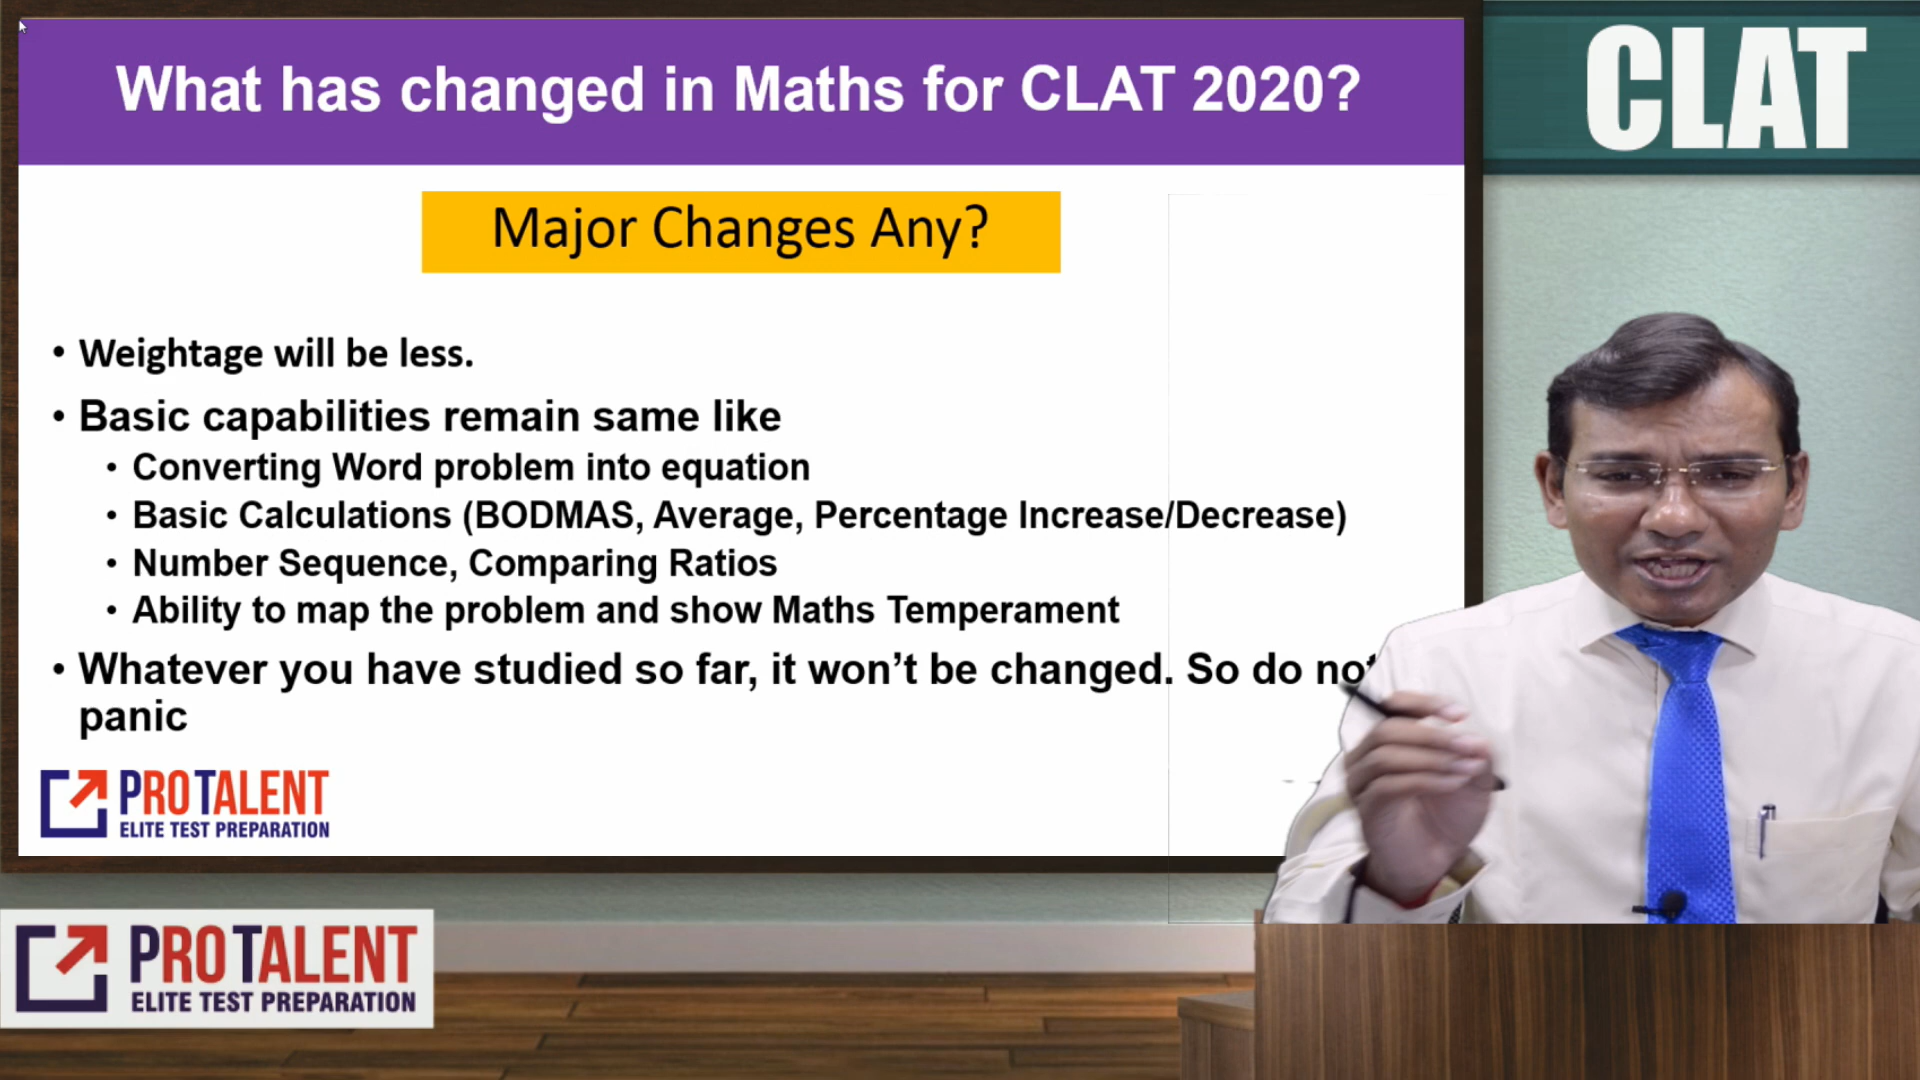 What has changed in Maths for CLAT 2020?
CLAT
Major Changes Any?
• Weightage will be less.
• Basic capabilities remain same like
• Converting Word problem into equation
• Basic Calculations (BODMAS, Average, Percentage Increase/Decrease)
• Number Sequence, Comparing Ratios
• Ability to map the problem and show Maths Temperament
• Whatever you have studied so far, it won’t be changed. So do not
panic
PROTALENT
ELITE TEST PREPARATION
PROTALENT
ELITE TEST PREPARATION